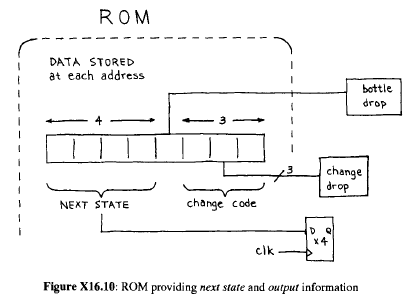 ROM
DATA STORED
at each address
4
3
bottle
drop
3
change
drop
NEXT STATE
change code
D Q
x4
clk
Figure X16.10: ROM providing next state and output information